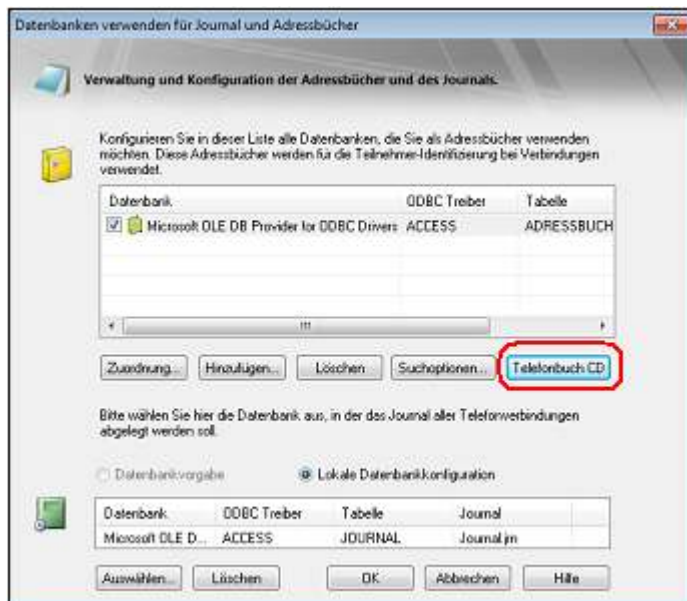 Datenbanken verwenden für Journal und Adressbücher
Verwaltung und Konfiguration der Adressbücher und des Journals.
Konfigurieren Sie in dieser Liste alle Datenbanken, die Sie als Adressbücher verwenden
möchten. Diese Adressbücher werden für die Teilnehmer-Identifizierung bei Verbindungen
verwendet.
Datenbank ODBC Treiber Tabelle
Microsoft OLE DB Provider for ODBC Drivers ACCESS ADRESSBUCH
Zuordnung... Hinzufügen... Löschen Suchoptionen... Telefonbuch CD
Bitte wählen Sie hier die Datenbank aus, in der das Journal aller Telefonverbindungen
abgelegt werden soll.
Datenbankvorgabe Lokale Datenbankkonfiguration
Datenbank ODBC Treiber Tabelle Journal
Microsoft OLE D... ACCESS JOURNAL Journal.jrn
Auswählen... Löschen OK Abbrechen Hilfe